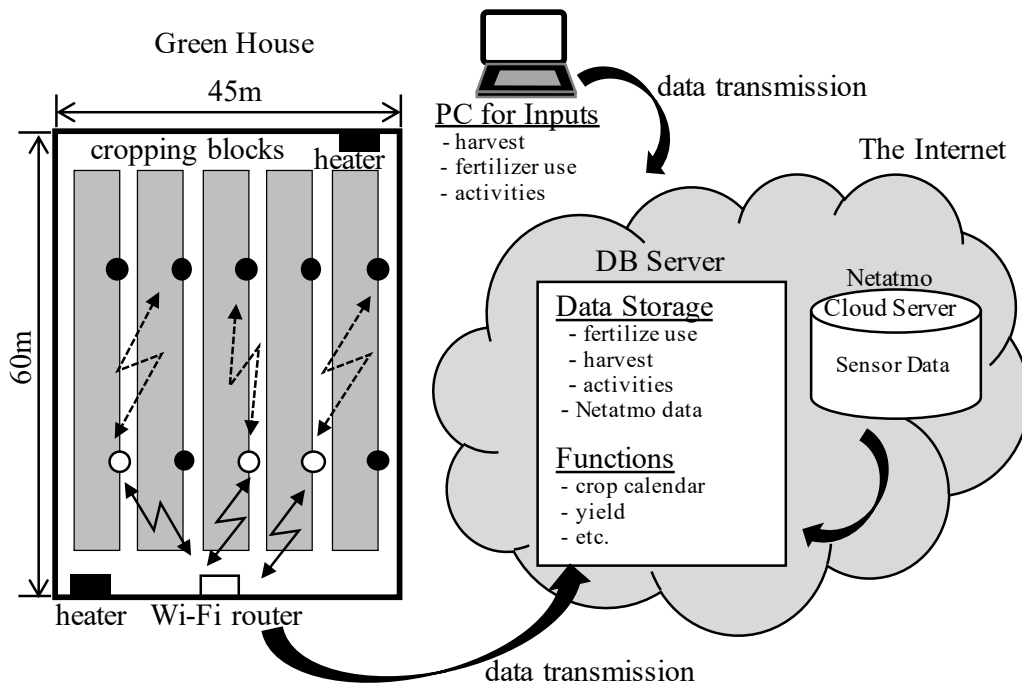 Green House
45m
60m
cropping blocks
heater
heater
Wi-Fi router
data transmission
PC for Inputs
- harvest
- fertilizer use
- activities
data transmission
The Internet
DB Server
Data Storage
- fertilize use
- harvest
- activities
- Netatmo data
Functions
- crop calendar
- yield
- etc.
Netatmo
Cloud Server
Sensor Data